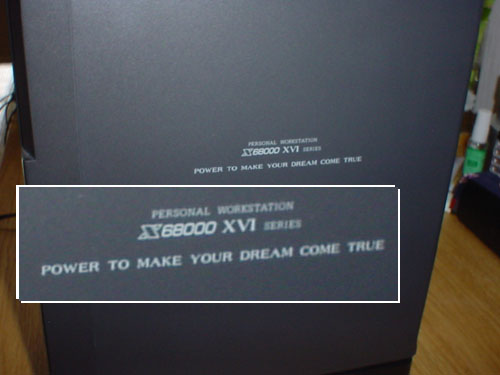 PERSONAL WORKSTATION
X68000 XVI SERIES
POWER TO MAKE YOUR DREAM COME TRUE
PERSONAL WORKSTATION
X68000 XVI SERIES
POWER TO MAKE YOUR DREAM COME TRUE